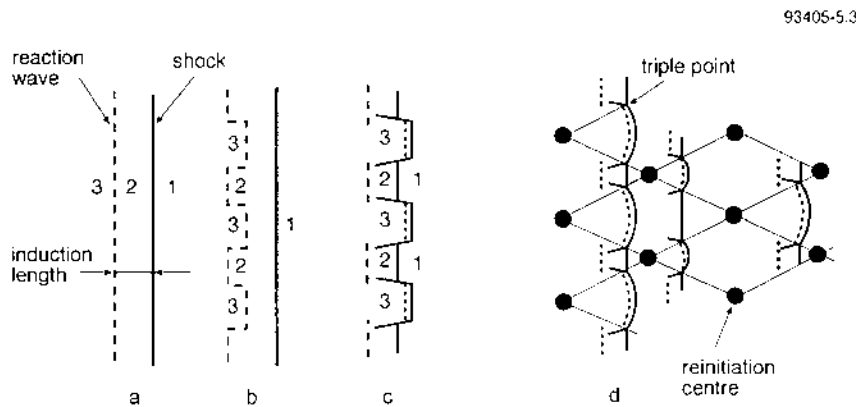 93405-5.3
reaction
wave
shock
triple point
3 2 1
3
2
3
2
3
1
3
2 1
3
2 1
3
induction
length
reinitiation
centre
a b c d